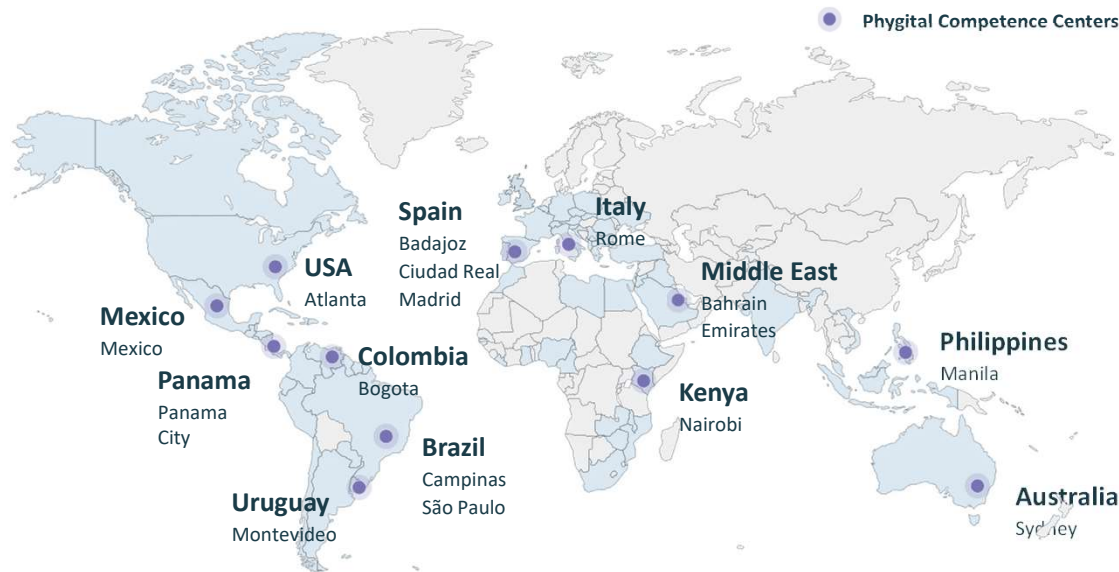 Phygital Competence Centers
Spain
Badajoz
Ciudad Real
Madrid
Italy
Rome
USA
Atlanta
Middle East
Bahrain
Emirates
Mexico
Mexico
Colombia
Bogota
Philippines
Manila
Panama
Panama
City
Kenya
Nairobi
Brazil
Campinas
São Paulo
Uruguay
Montevideo
Australia
Sydney